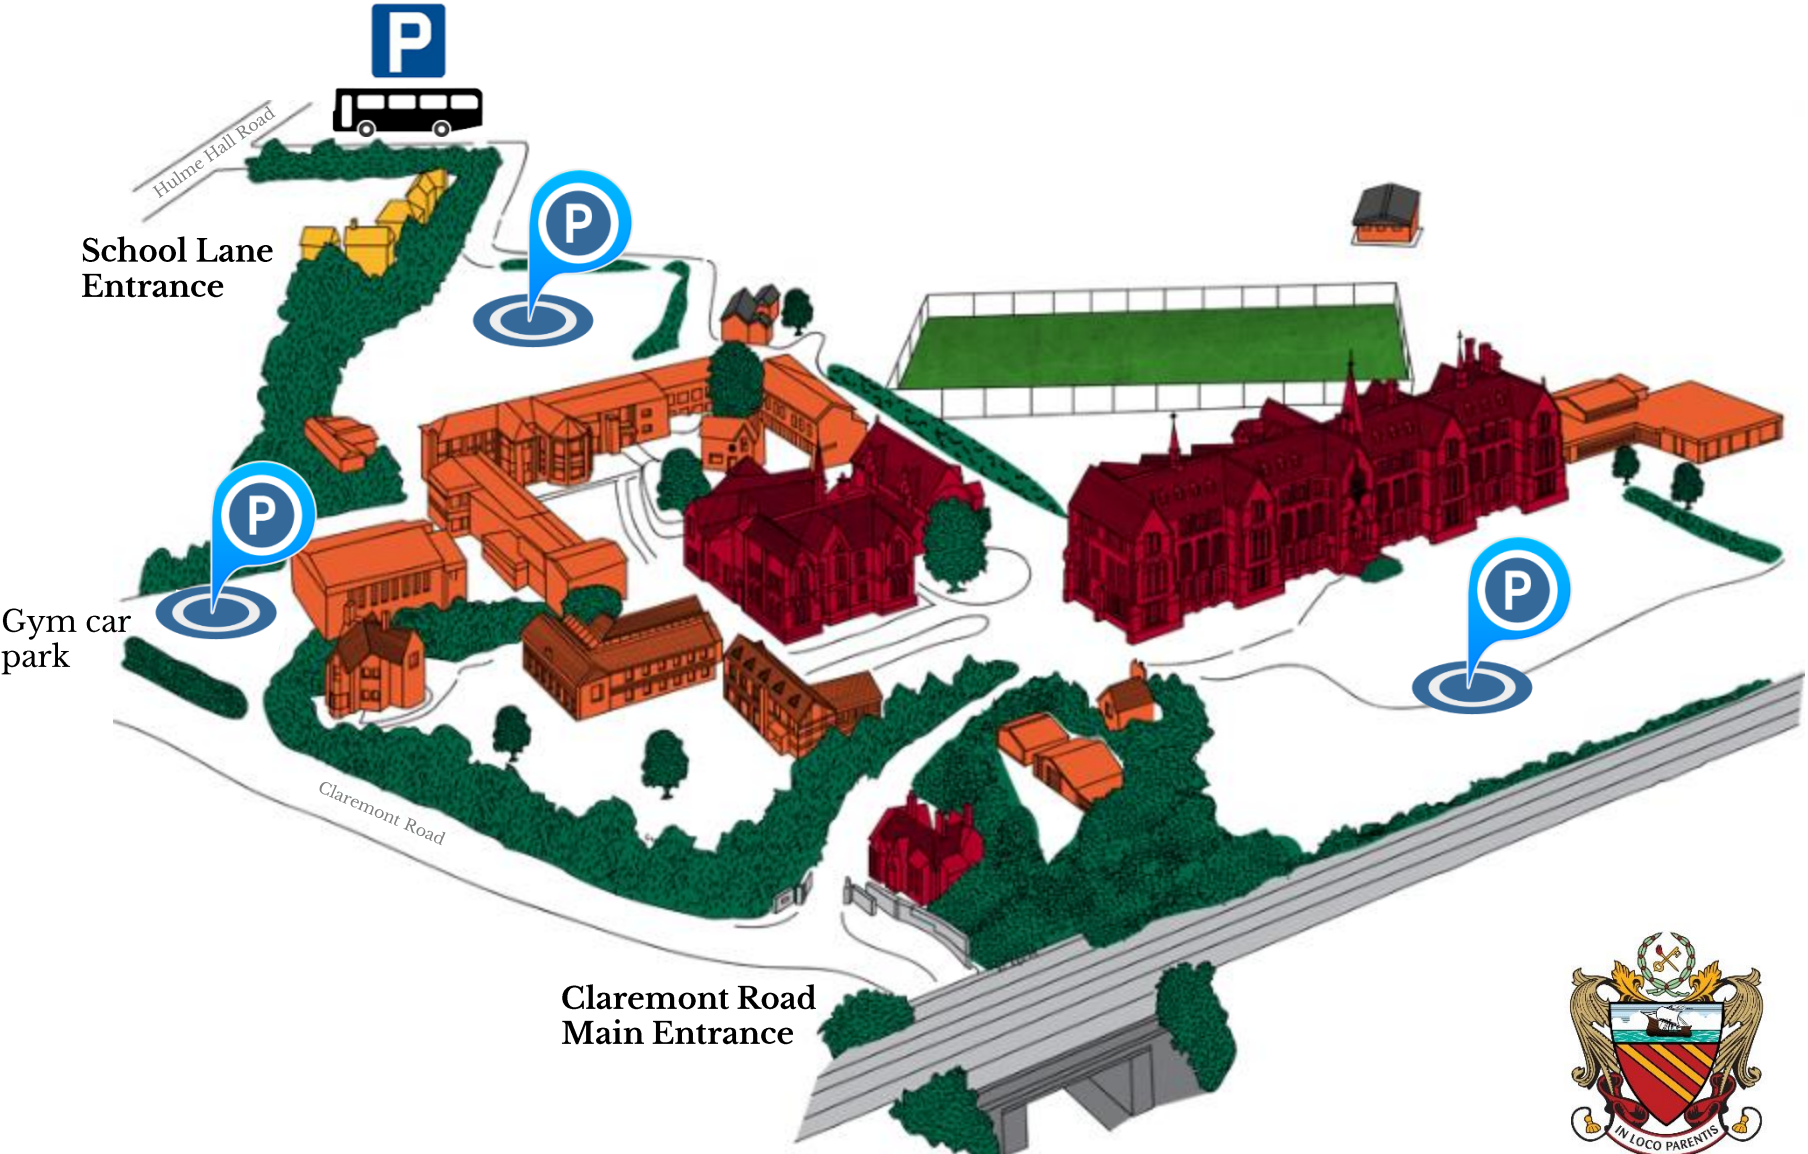 P
Hulme Hall Road
P
School Lane
Entrance
P
Gym car
park
P
Claremont Road
Claremont Road
Main Entrance
IN LOCO PARENTIS